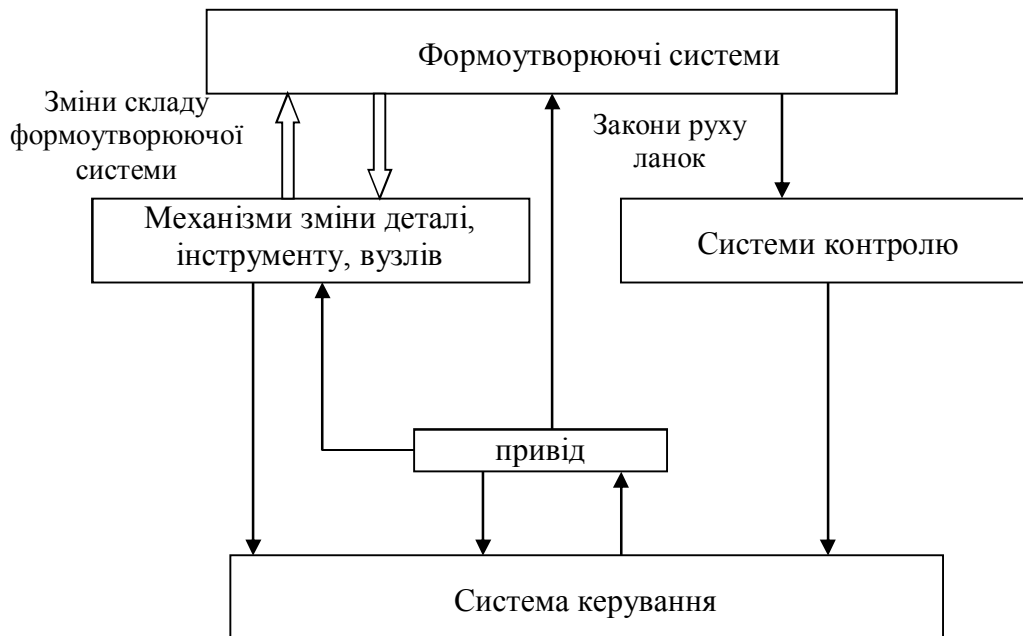 Формоутворюючі системи
Зміни складу
формоутворюючої
системи
Закони руху
ланок
Механізми зміни деталі,
інструменту, вузлів
Системи контролю
привід
Система керування